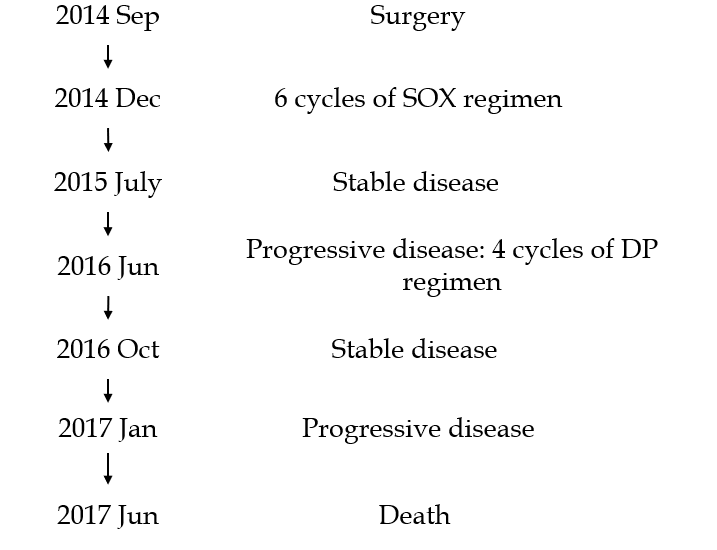 2014 Sep Surgery
2014 Dec 6 cycles of SOX regimen
2015 July Stable disease
2016 Jun Progressive disease: 4 cycles of DP
regimen
2016 Oct Stable disease
2017 Jan Progressive disease
2017 Jun Death